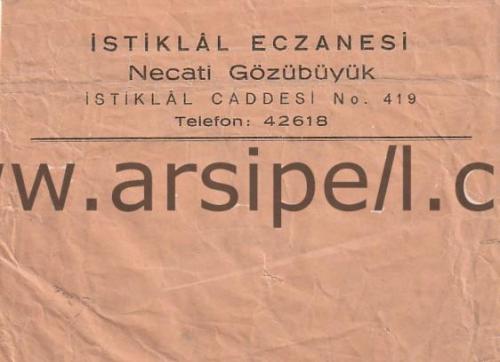 İSTİKLÂL ECZANESİ
Necati Gözübüyük
İSTİKLÂL CADDESİ No. 419
Telefon: 42618
w.arsipe/l.c